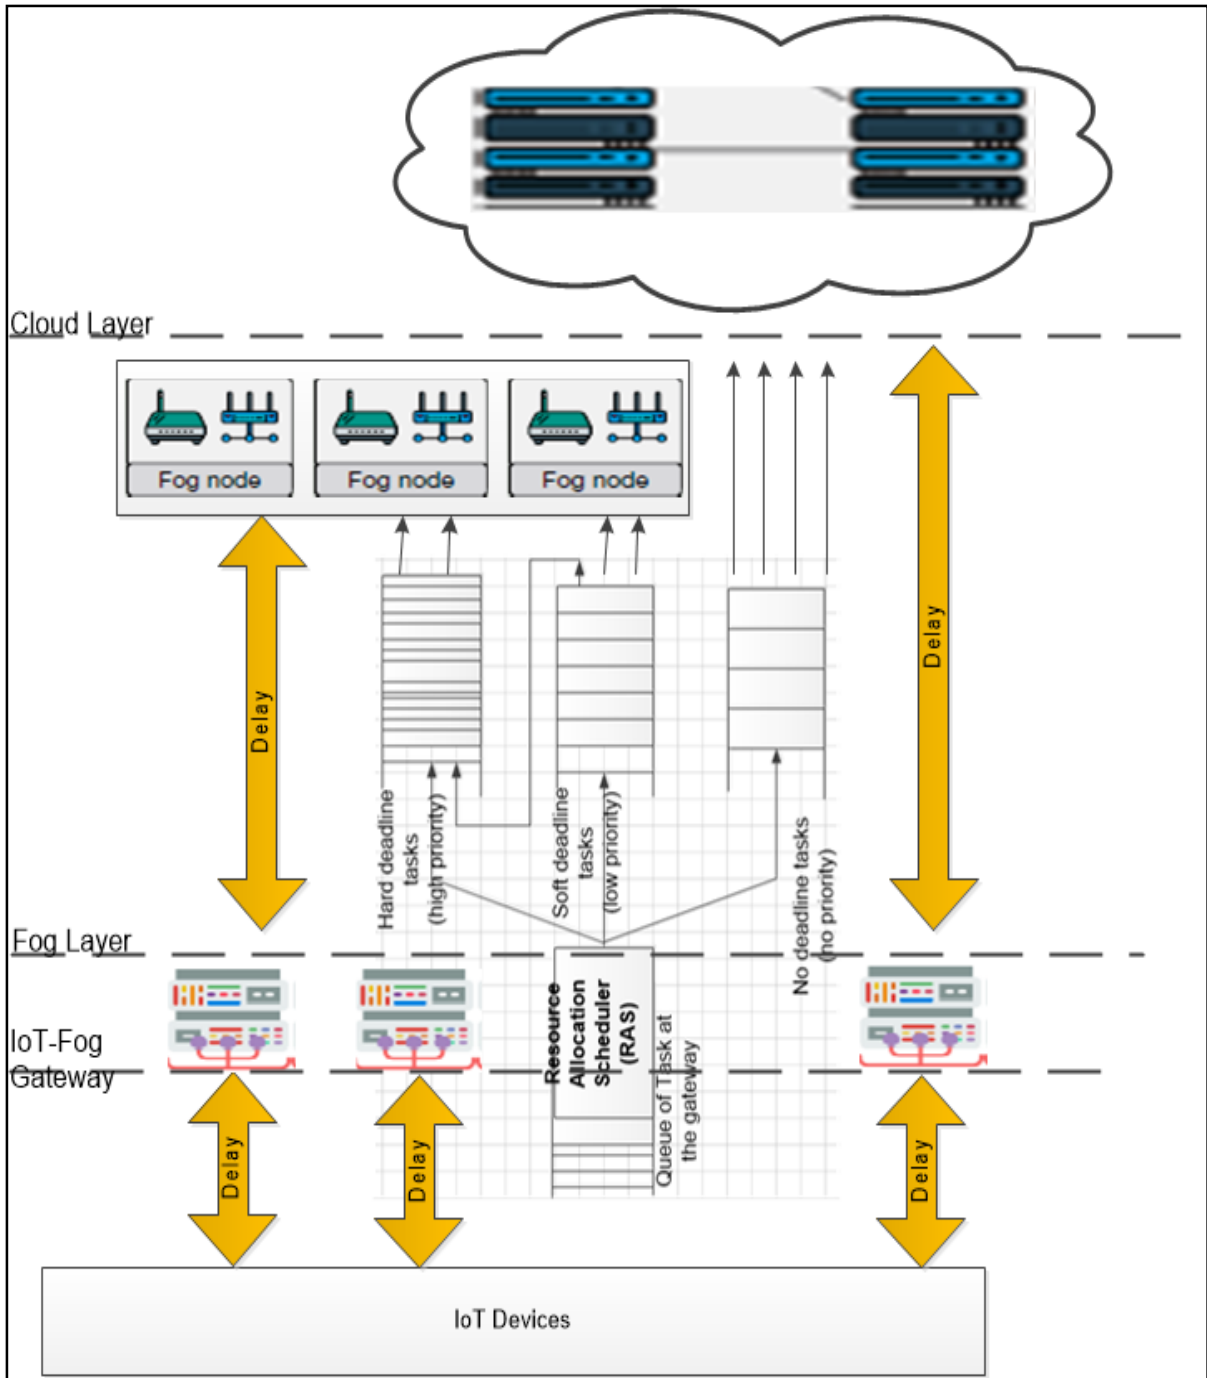 Cloud Layer
Fog node
Fog node
Fog node
Delay
Delay
Hard deadline
tasks
(high priority)
Soft deadline
tasks
(low priority)
No deadline tasks
(no priority)
Fog Layer
IoT-Fog
Gateway
Resource
Allocation
Scheduler
(RAS)
Queue of Task at
the gateway
Delay
Delay
Delay
IoT Devices